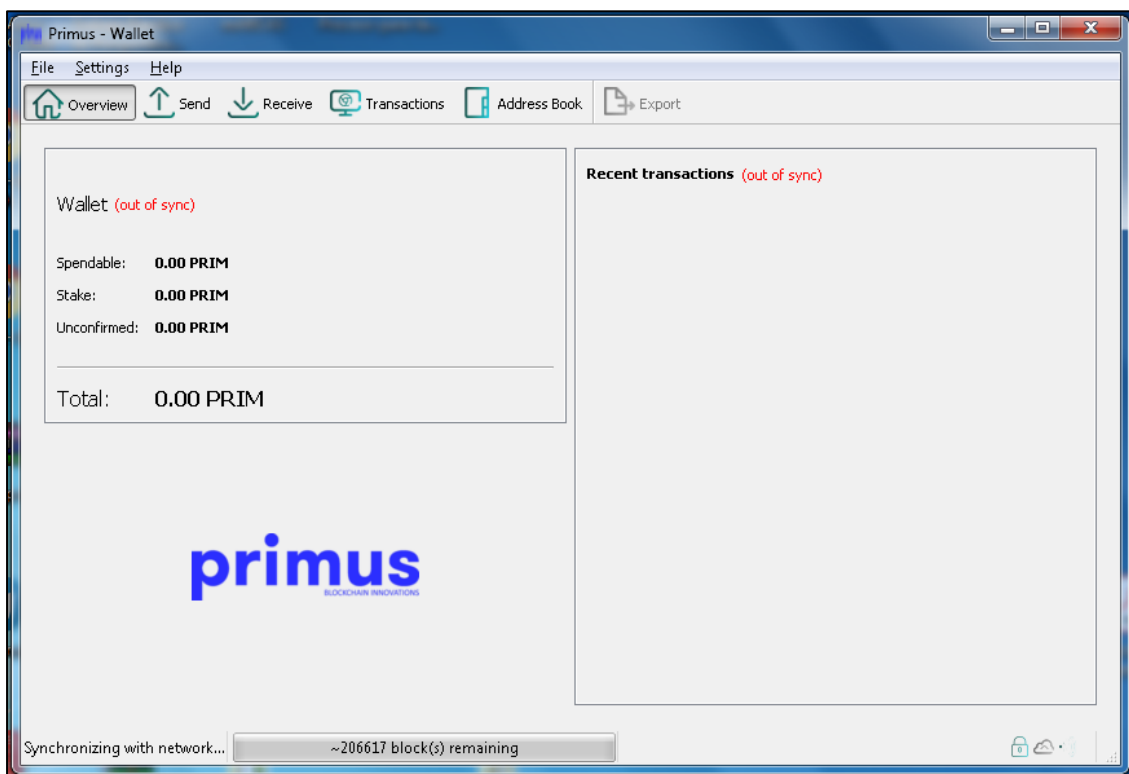 Primus - Wallet
File Settings Help
Overview Send Receive Transactions Address Book Export
Wallet (out of sync)
Spendable: 0.00 PRIM
Stake: 0.00 PRIM
Unconfirmed: 0.00 PRIM
Total: 0.00 PRIM
Recent transactions (out of sync)
primus
BLOCKCHAIN INNOVATIONS
Synchronizing with network... ~206617 block(s) remaining